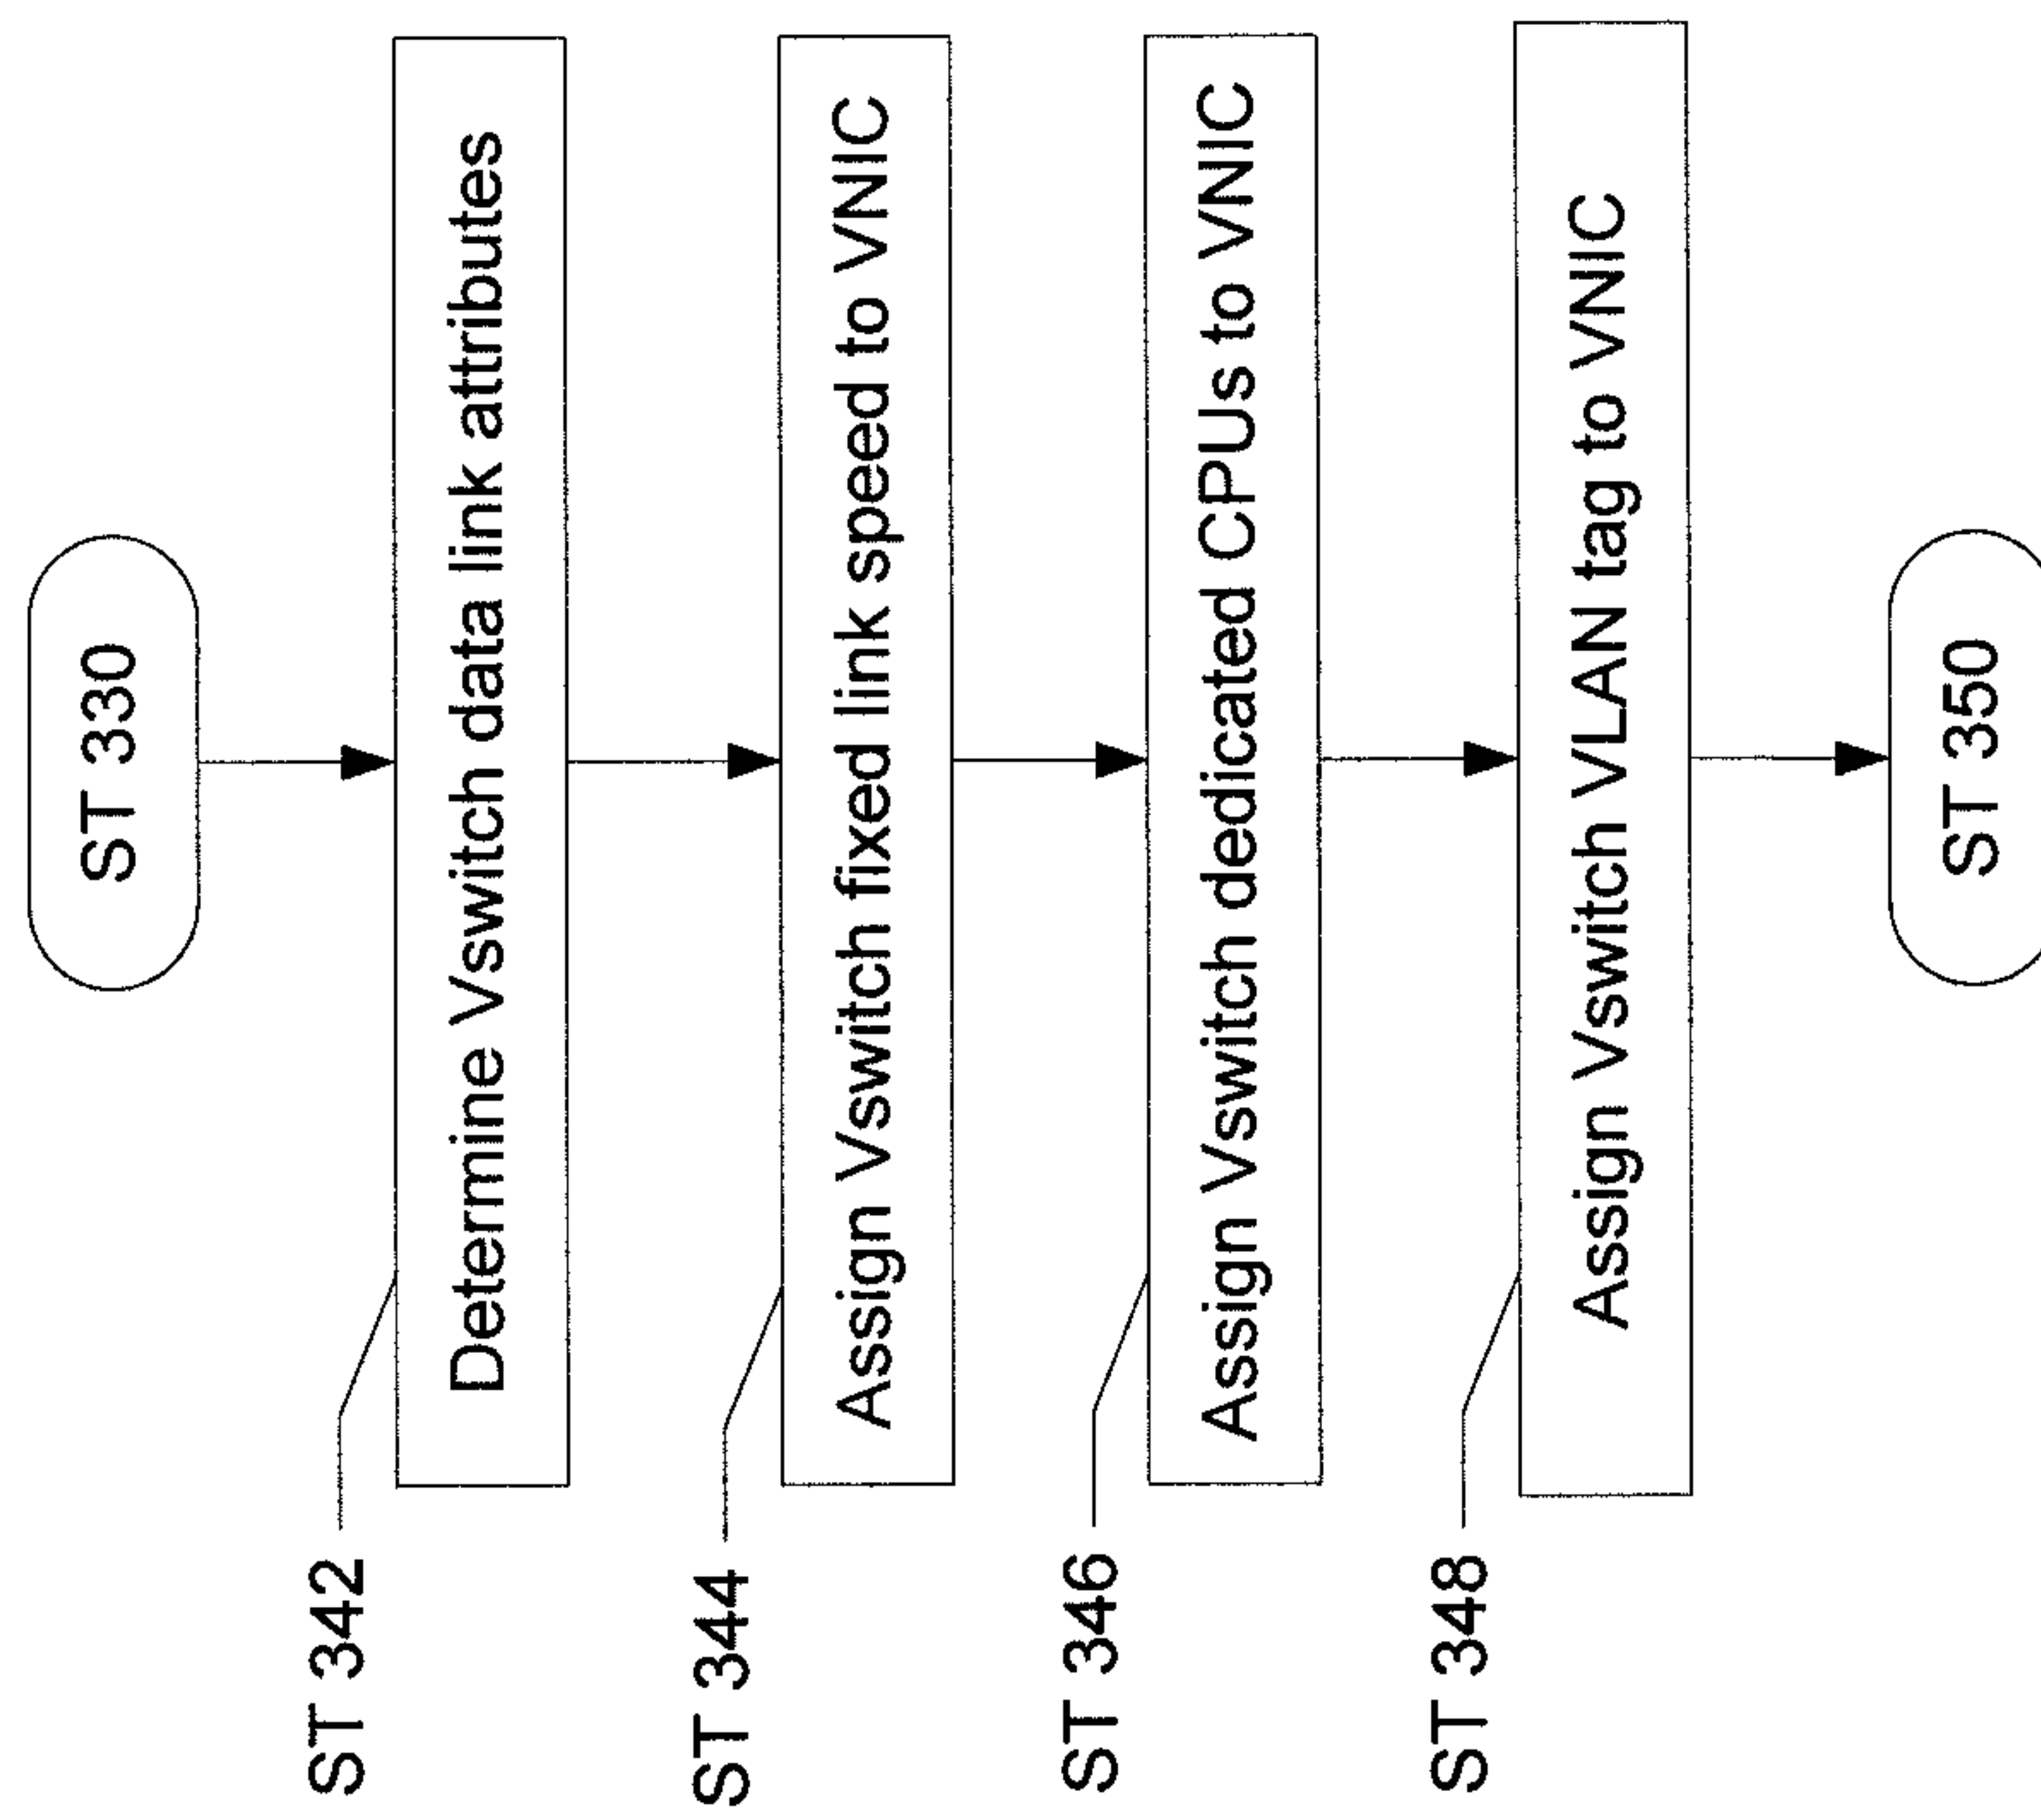 ST 330
ST 342
Determine Vswitch data link attributes
ST 344
Assign Vswitch fixed link speed to VNIC
ST 346
Assign Vswitch dedicated CPUs to VNIC
ST 348
Assign Vswitch VLAN tag to VNIC
ST 350